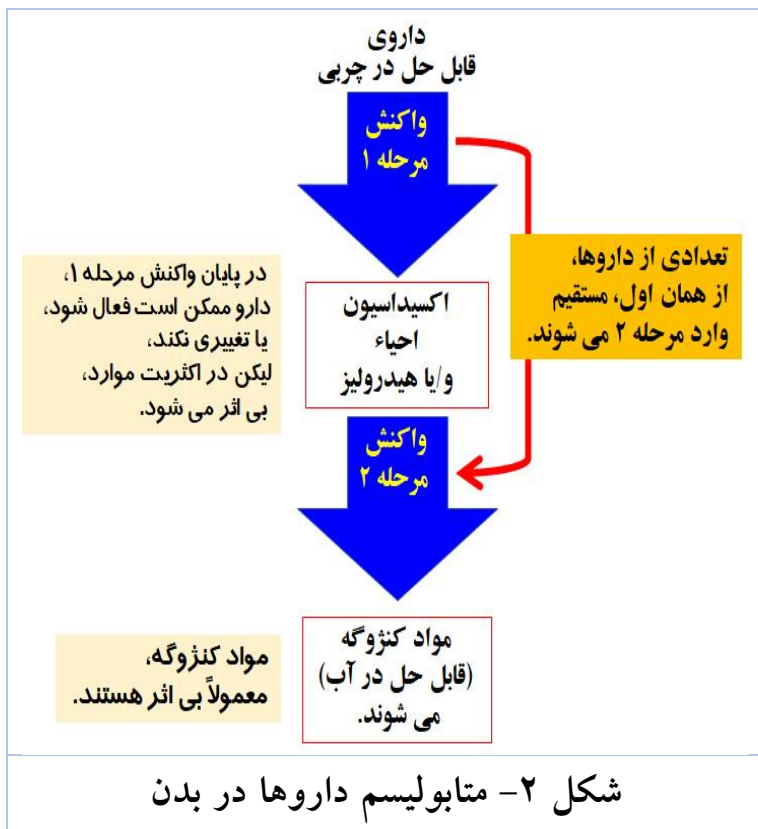 داروی
قابل حل در چربی
واکنش
مرحله ۱
تعدادی از داروها،
از همان اول، مستقیم
وارد مرحله ۲ می شوند.
در پایان واکنش مرحله ۱،
دارو ممکن است فعال شود،
یا تغییری نکند،
لیکن در اکثریت موارد،
بی اثر می شود.
اکسیداسیون
احیاء
و/یا هیدرولیز
واکنش
مرحله ۲
مواد کنژوگه
(قابل حل در آب)
می شوند.
مواد کنژوگه،
معمولاً بی اثر هستند.
شکل ۲- متابولیسم داروها در بدن